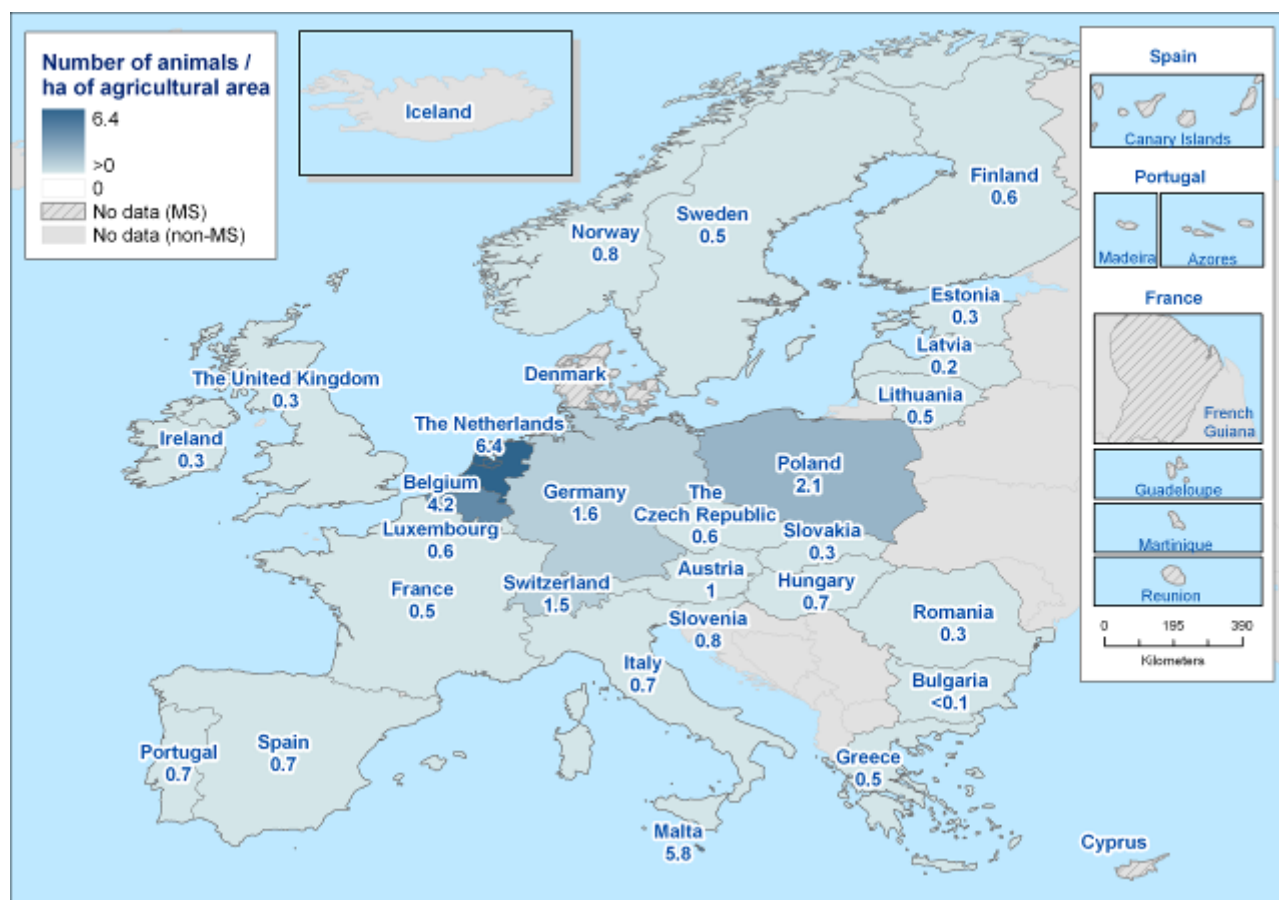 Number of animals /
ha of agricultural area
6.4
>0
0
No data (MS)
No data (non-MS)
Iceland
Finland
0.6
Sweden
0.5
Norway
0.8
Estonia
0.3
Latvia
0.2
Lithuania
0.5
Denmark
The United Kingdom
0.3
Ireland
0.3
The Netherlands
6.4
Belgium
4.2
Luxembourg
0.6
Germany
1.6
Poland
2.1
The
Czech Republic
0.6
Slovakia
0.3
Austria
1
Hungary
0.7
France
0.5
Switzerland
1.5
Slovenia
0.8
Romania
0.3
Italy
0.7
Bulgaria
<0.1
Portugal
0.7
Spain
0.7
Greece
0.5
Malta
5.8
Cyprus
Spain
Canary Islands
Portugal
Madeira
Azores
France
French
Guiana
Guadeloupe
Martinique
Reunion
0 195 390
Kilometers